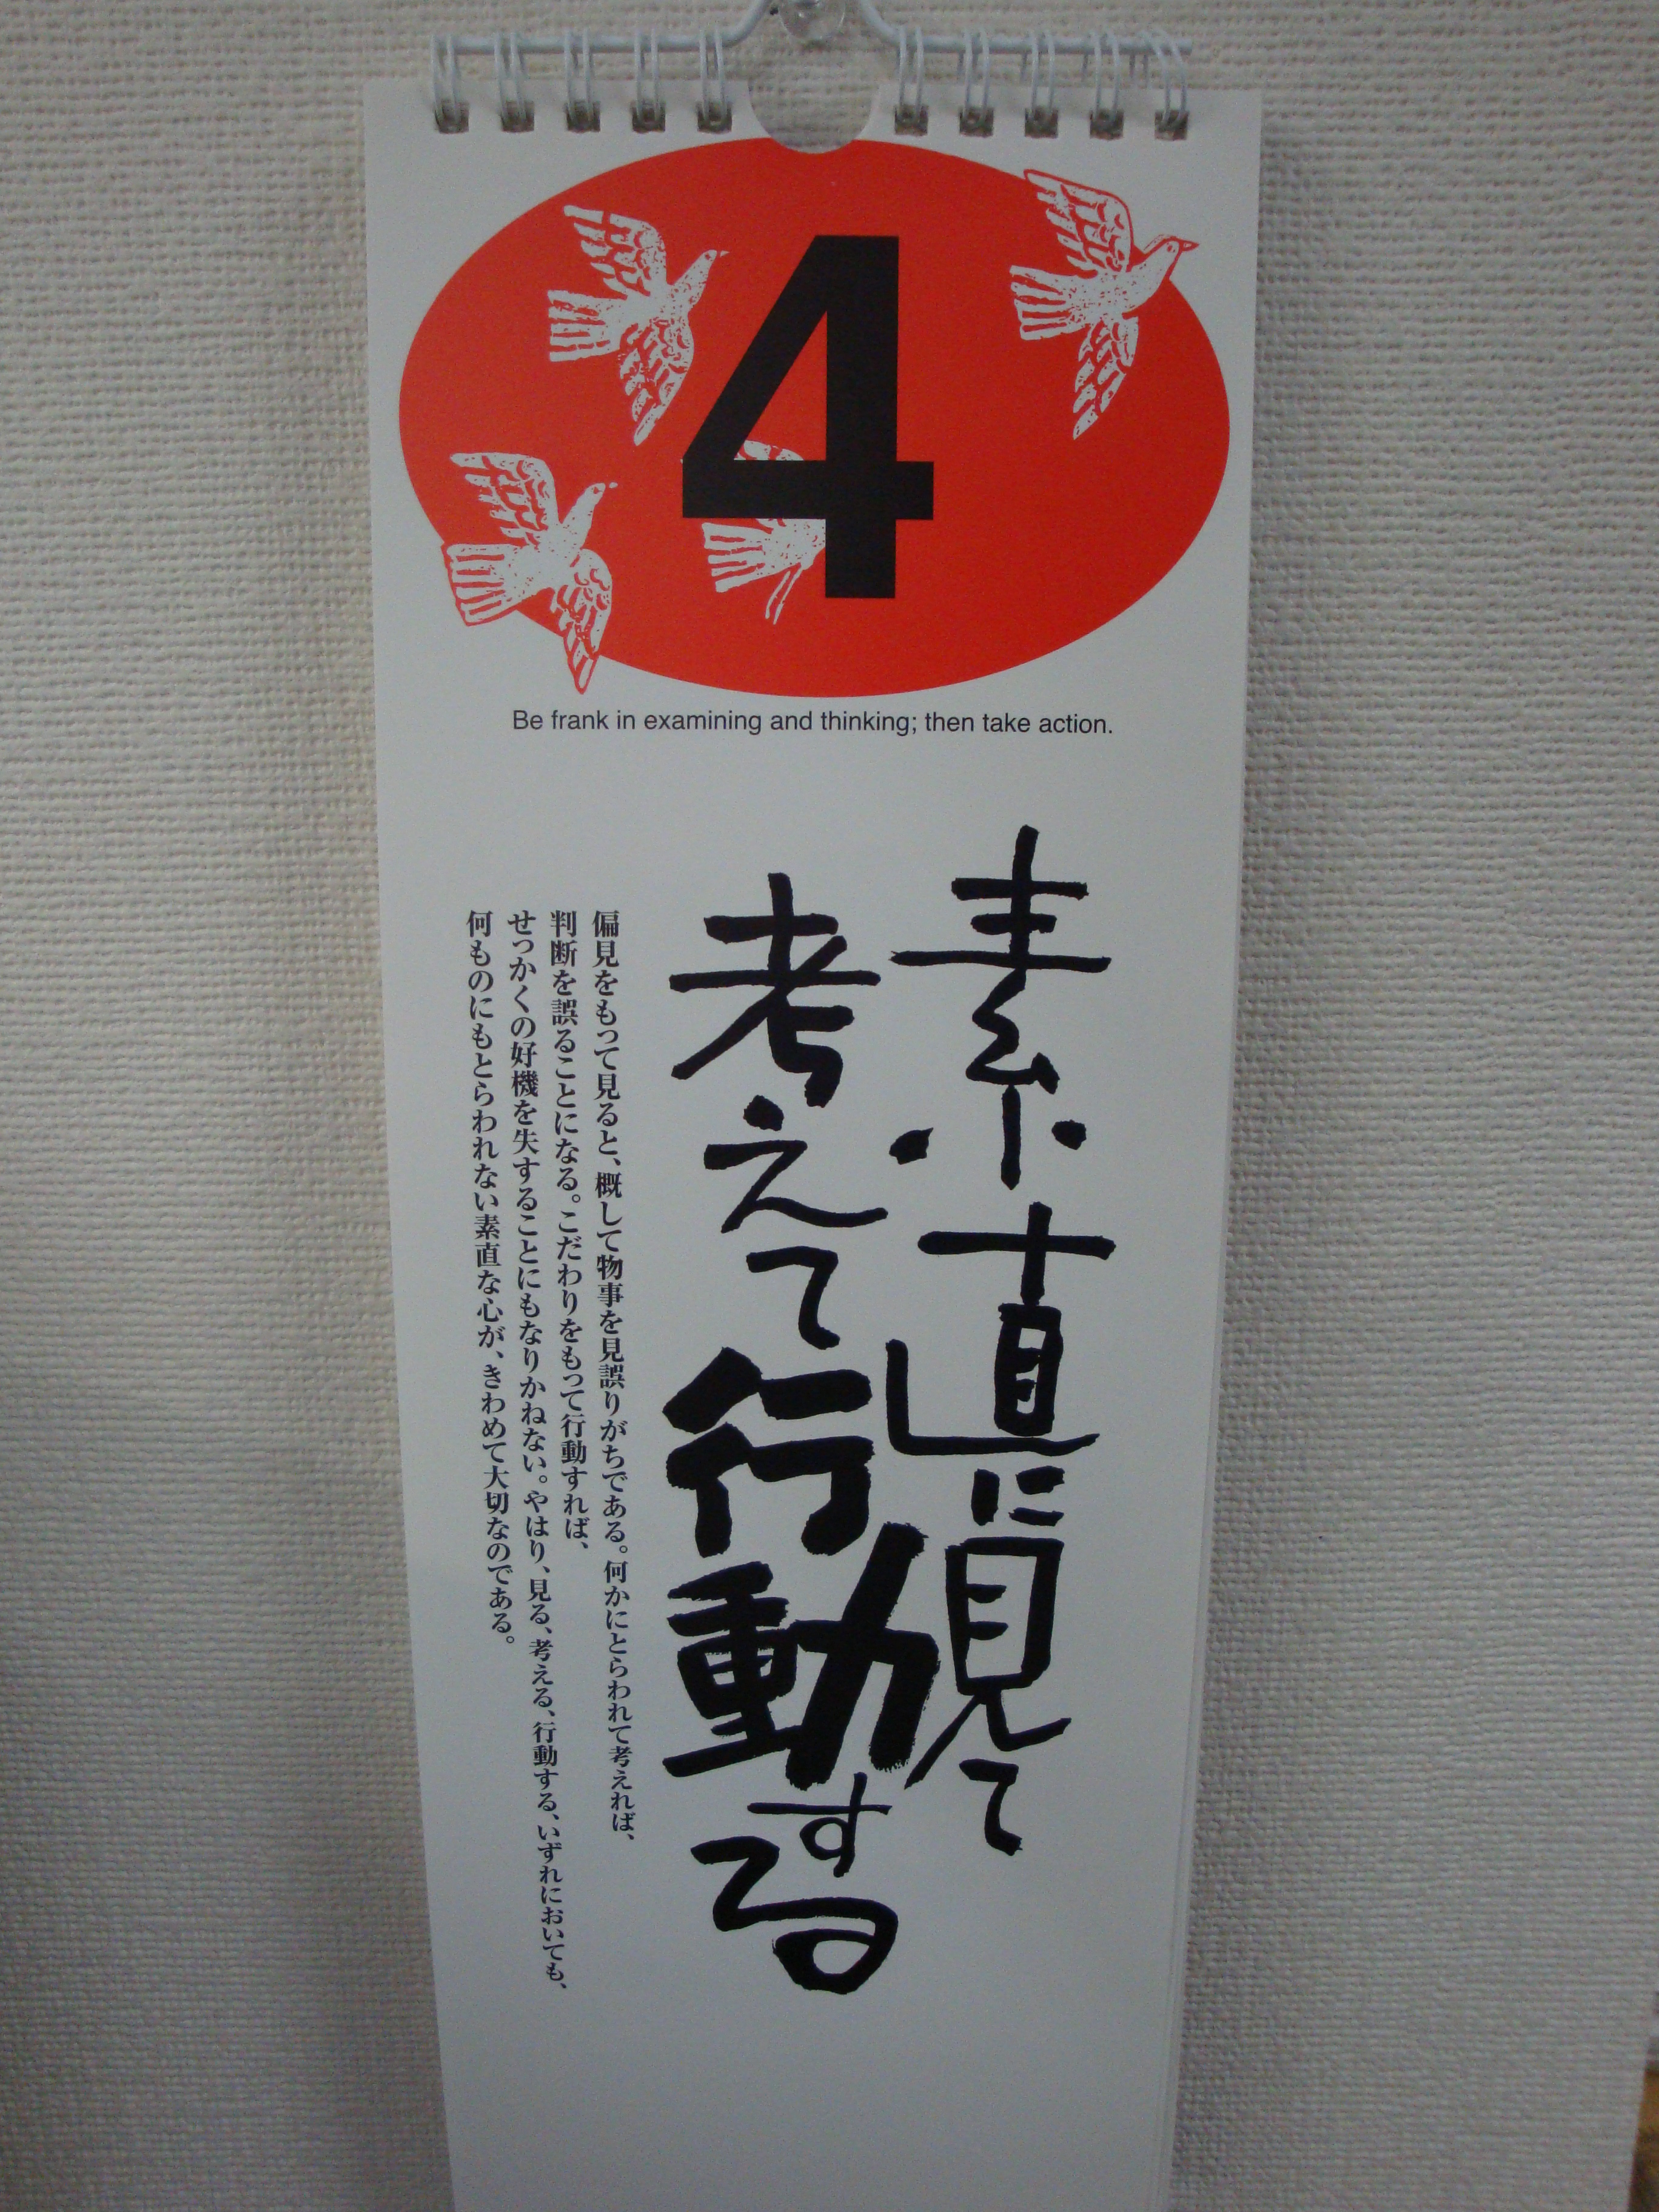 4
Be frank in examining and thinking; then take action.
素直に見て
考えて行動する
偏見をもって見ると、概して物事を見誤りがちである。何かにとらわれて考えれば、
判断を誤ることになる。こだわりをもって行動すれば、
せっかくの好機を失することにもなりかねない。やはり、見る、考える、行動する、いずれにおいても、
何ものにもとらわれない素直な心が、きわめて大切なのである。